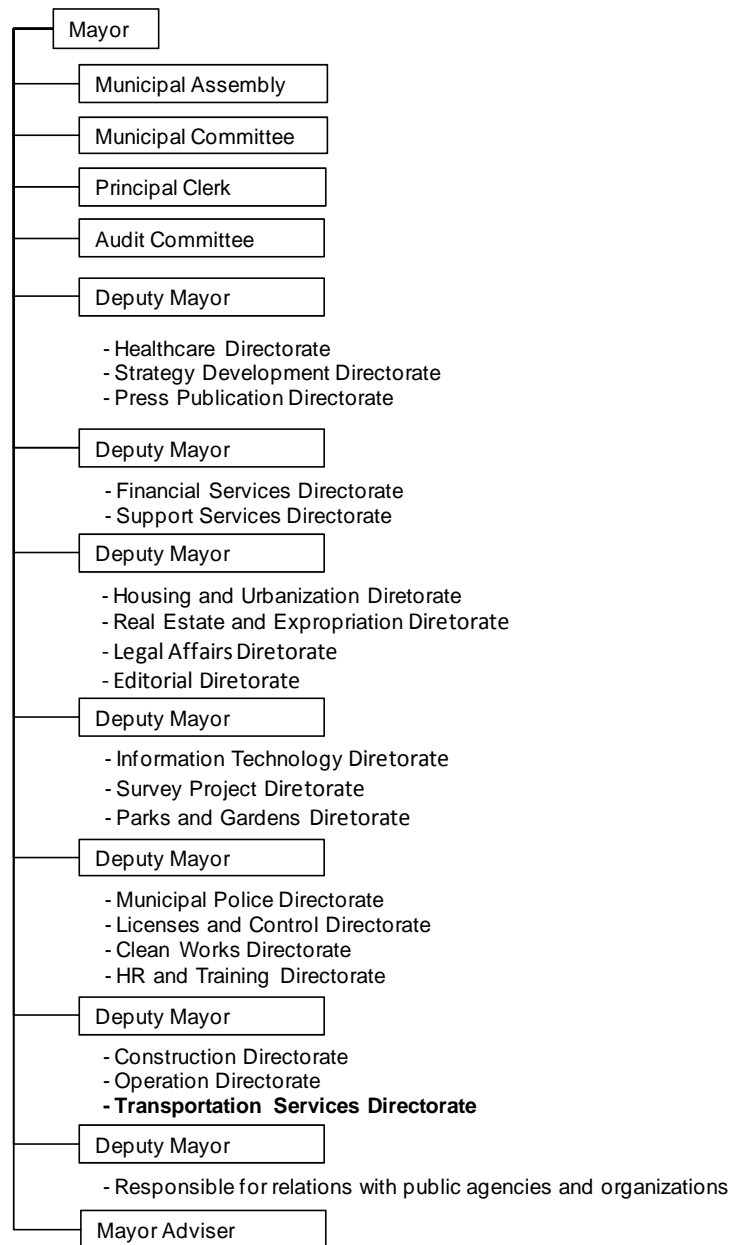 Mayor
Municipal Assembly
Municipal Committee
Principal Clerk
Audit Committee
Deputy Mayor
- Healthcare Directorate
- Strategy Development Directorate
- Press Publication Directorate
Deputy Mayor
- Financial Services Directorate
- Support Services Directorate
Deputy Mayor
- Housing and Urbanization Diretorate
- Real Estate and Expropriation Diretorate
- Legal Affairs Diretorate
- Editorial Diretorate
Deputy Mayor
- Information Technology Diretorate
- Survey Project Diretorate
- Parks and Gardens Diretorate
Deputy Mayor
- Municipal Police Directorate
- Licenses and Control Directorate
- Clean Works Directorate
- HR and Training Directorate
Deputy Mayor
- Construction Directorate
- Operation Directorate
- Transportation Services Directorate
Deputy Mayor
- Responsible for relations with public agencies and organizations
Mayor Adviser